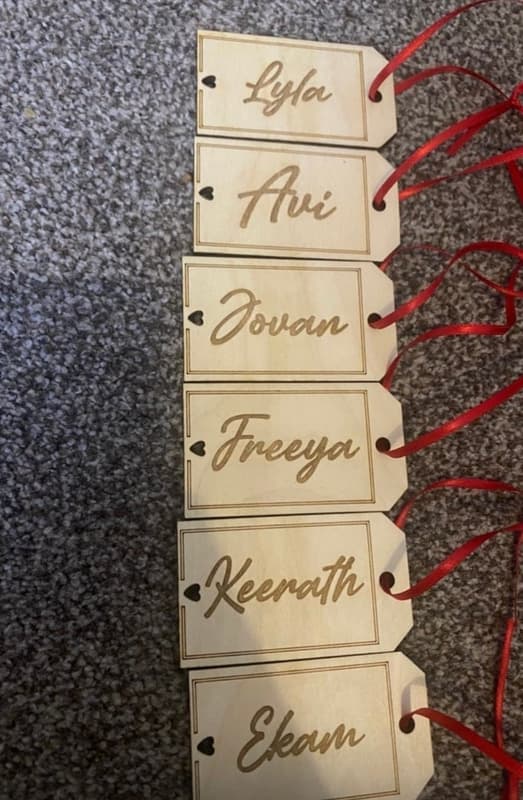 Lyla
Avi
Jovan
Freeya
Keerath
Ekam